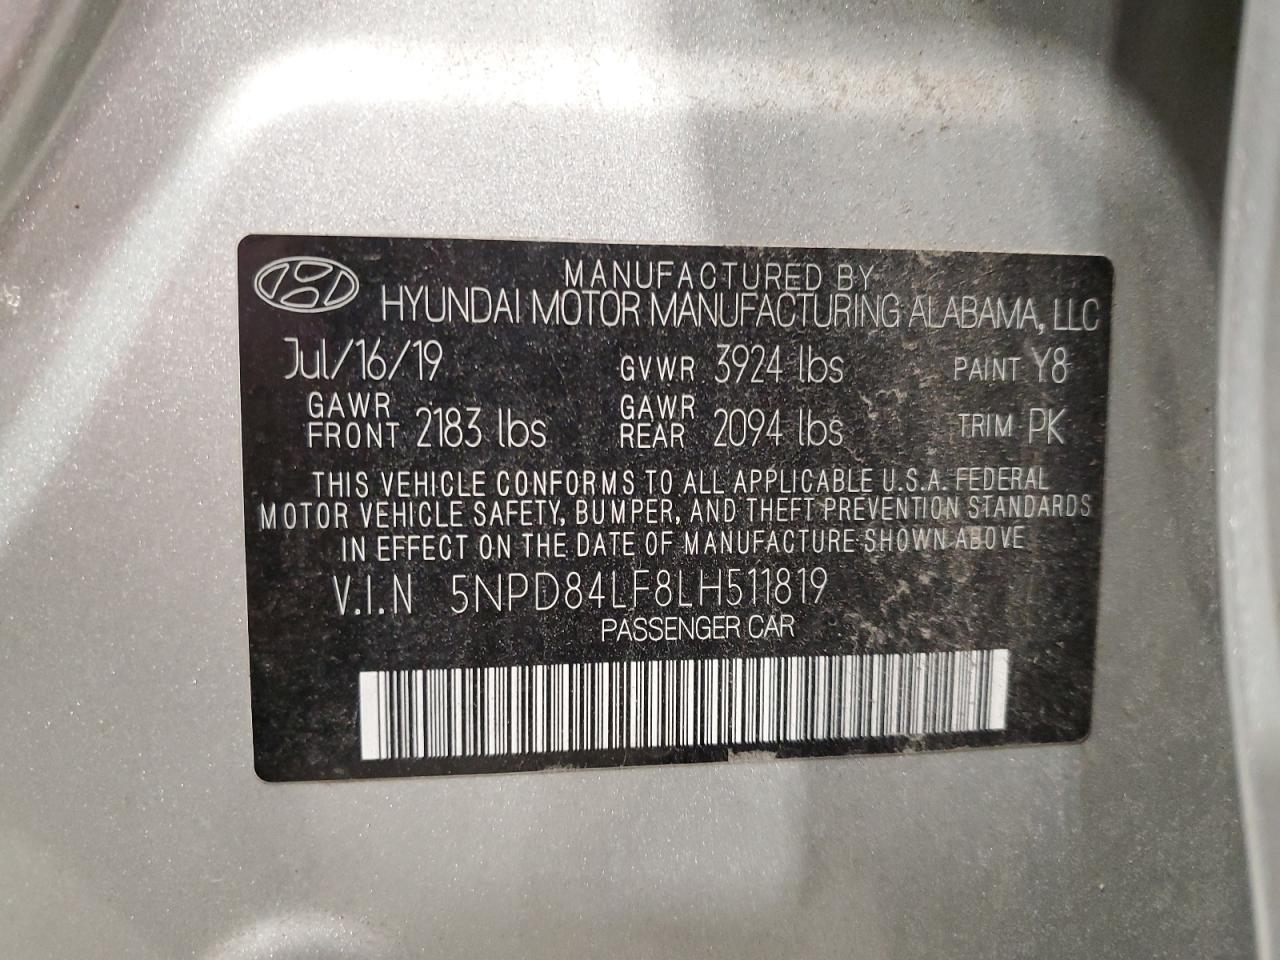 MANUFACTURED BY
HYUNDAI MOTOR MANUFACTURING ALABAMA, LLC
Jul/16/19 GVWR 3924 lbs PAINT Y8
GAWR FRONT 2183 lbs GAWR REAR 2094 lbs TRIM PK
THIS VEHICLE CONFORMS TO ALL APPLICABLE U.S.A. FEDERAL
MOTOR VEHICLE SAFETY, BUMPER, AND THEFT PREVENTION STANDARDS
IN EFFECT ON THE DATE OF MANUFACTURE SHOWN ABOVE
V.I.N 5NPD84LF8LH511819
PASSENGER CAR